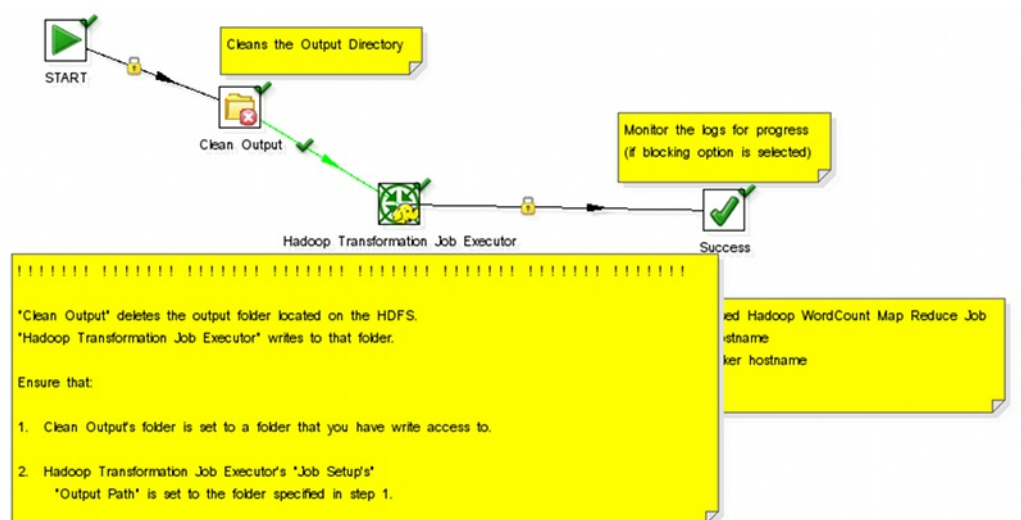 START
Cleans the Output Directory
Clean Output
Monitor the logs for progress
(if blocking option is selected)
Hadoop Transformation Job Executor
Success
! ! ! ! ! ! ! ! ! ! ! ! ! ! ! ! ! ! ! ! ! ! ! ! ! ! ! ! ! ! ! ! ! ! ! ! ! ! ! ! ! ! ! ! ! ! ! ! ! ! ! ! ! ! ! !
"Clean Output" deletes the output folder located on the HDFS.
"Hadoop Transformation Job Executor" writes to that folder.
Ensure that:
1. Clean Output's folder is set to a folder that you have write access to.
2. Hadoop Transformation Job Executor's "Job Setup's"
"Output Path" is set to the folder specified in step 1.
Hadoop WordCount Map Reduce Job
hostname